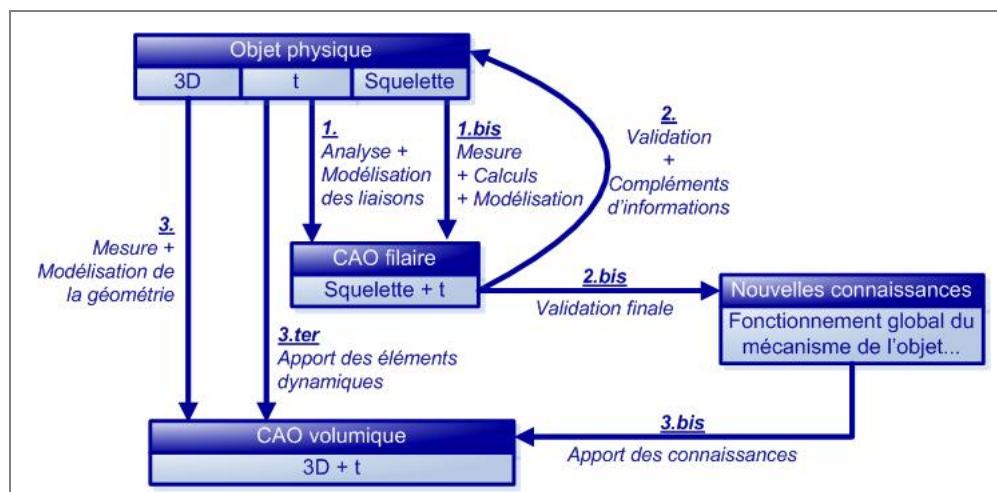 Objet physique
3D
t
Squelette
1.
Analyse +
Modélisation
des liaisons
1.bis
Mesure
+ Calculs
+ Modélisation
2.
Validation
+
Compléments
d'informations
3.
Mesure +
Modélisation de
la géométrie
CAO filaire
Squelette + t
2.bis
Validation finale
Nouvelles connaissances
Fonctionnement global du
mécanisme de l'objet...
3.ter
Apport des éléments
dynamiques
CAO volumique
3D + t
3.bis
Apport des connaissances